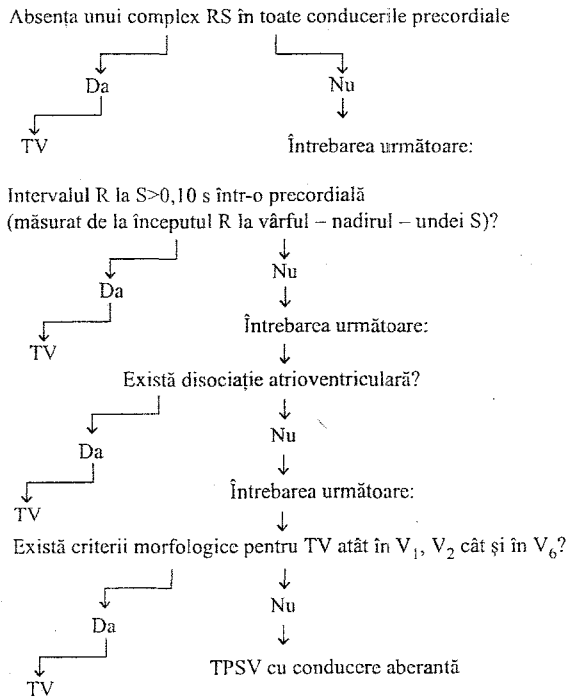 Absența unui complex RS în toate conducerile precordiale
Da
Nu
TV
Întrebarea următoare:
Intervalul R la S>0,10 s într-o precordială
(măsurat de la începutul R la vârful – nadirul – undei S)?
Nu
Da
Întrebarea următoare:
TV
Există disociație atrioventriculară?
Nu
Da
Întrebarea următoare:
TV
Există criterii morfologice pentru TV atât în V₁, V₂ cât și în V₆?
Nu
Da
TPSV cu conducere aberantă
TV